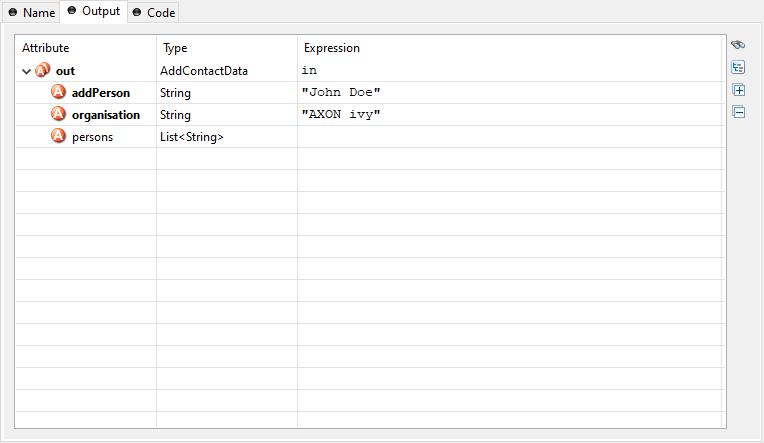 Name Output Code
Attribute Type Expression
out AddContactData in
addPerson String "John Doe"
organisation String "AXON ivy"
persons List<String>